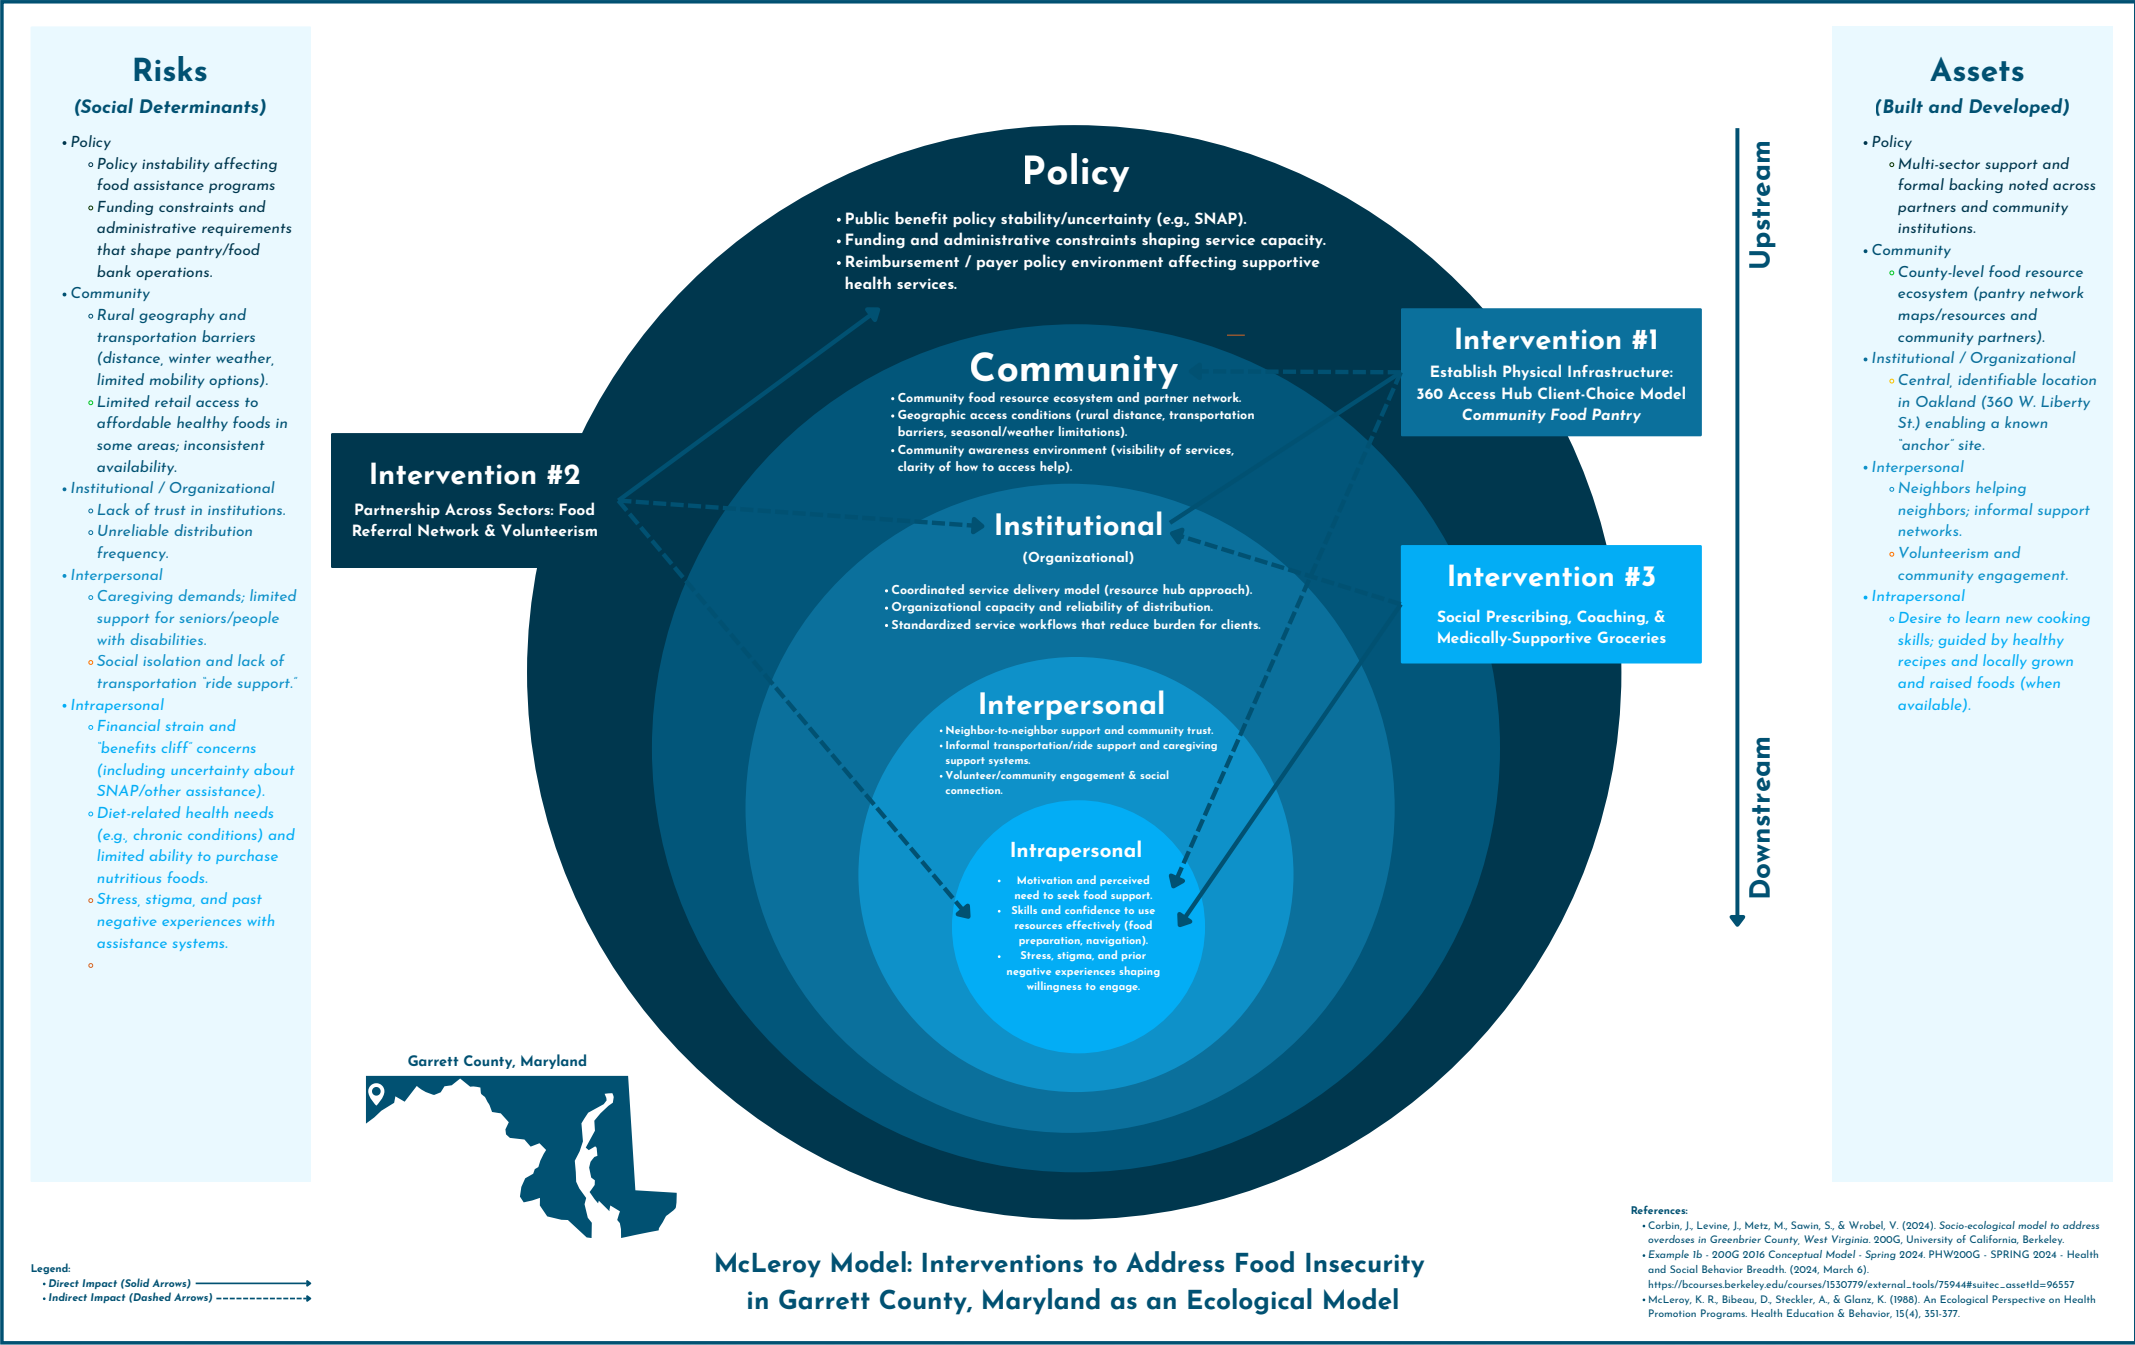 Risks
(Social Determinants)
• Policy
◦ Policy instability affecting
food assistance programs
◦ Funding constraints and
administrative requirements
that shape pantry/food
bank operations.
• Community
◦ Rural geography and
transportation barriers
(distance, winter weather,
limited mobility options).
◦ Limited retail access to
affordable healthy foods in
some areas; inconsistent
availability.
• Institutional / Organizational
◦ Lack of trust in institutions.
◦ Unreliable distribution
frequency.
• Interpersonal
◦ Caregiving demands; limited
support for seniors/people
with disabilities.
◦ Social isolation and lack of
transportation "ride support."
• Intrapersonal
◦ Financial strain and
"benefits cliff" concerns
(including uncertainty about
SNAP/other assistance).
◦ Diet-related health needs
(e.g., chronic conditions) and
limited ability to purchase
nutritious foods.
◦ Stress, stigma, and past
negative experiences with
assistance systems.
◦
Policy
• Public benefit policy stability/uncertainty (e.g., SNAP).
• Funding and administrative constraints shaping service capacity.
• Reimbursement / payer policy environment affecting supportive
health services.
Community
• Community food resource ecosystem and partner network.
• Geographic access conditions (rural distance, transportation
barriers, seasonal/weather limitations).
• Community awareness environment (visibility of services,
clarity of how to access help).
Institutional
(Organizational)
• Coordinated service delivery model (resource hub approach).
• Organizational capacity and reliability of distribution.
• Standardized service workflows that reduce burden for clients.
Interpersonal
• Neighbor-to-neighbor support and community trust.
• Informal transportation/ride support and caregiving
support systems.
• Volunteer/community engagement & social
connection.
Intrapersonal
• Motivation and perceived
need to seek food support.
• Skills and confidence to use
resources effectively (food
preparation, navigation).
• Stress, stigma, and prior
negative experiences shaping
willingness to engage.
Intervention #2
Partnership Across Sectors: Food
Referral Network & Volunteerism
Intervention #1
Establish Physical Infrastructure:
360 Access Hub Client-Choice Model
Community Food Pantry
Intervention #3
Social Prescribing, Coaching, &
Medically-Supportive Groceries
Upstream
Downstream
Assets
(Built and Developed)
• Policy
◦ Multi-sector support and
formal backing noted across
partners and community
institutions.
• Community
◦ County-level food resource
ecosystem (pantry network
maps/resources and
community partners).
• Institutional / Organizational
◦ Central, identifiable location
in Oakland (360 W. Liberty
St.) enabling a known
"anchor" site.
• Interpersonal
◦ Neighbors helping
neighbors; informal support
networks.
◦ Volunteerism and
community engagement.
• Intrapersonal
◦ Desire to learn new cooking
skills; guided by healthy
recipes and locally grown
and raised foods (when
available).
Garrett County, Maryland
Legend:
• Direct Impact (Solid Arrows)
• Indirect Impact (Dashed Arrows)
McLeroy Model: Interventions to Address Food Insecurity
in Garrett County, Maryland as an Ecological Model
References:
• Corbin, J., Levine, J., Metz, M., Sawin, S., & Wrobel, V. (2024). Socio-ecological model to address
overdoses in Greenbrier County, West Virginia. 200G, University of California, Berkeley.
• Example 1b - 200G 2016 Conceptual Model - Spring 2024. PHW200G - SPRING 2024 - Health
and Social Behavior Breadth. (2024, March 6).
https://bcourses.berkeley.edu/courses/1530779/external_tools/75944#suitec_assetId=96557
• McLeroy, K. R., Bibeau, D., Steckler, A., & Glanz, K. (1988). An Ecological Perspective on Health
Promotion Programs. Health Education & Behavior, 15(4), 351-377.